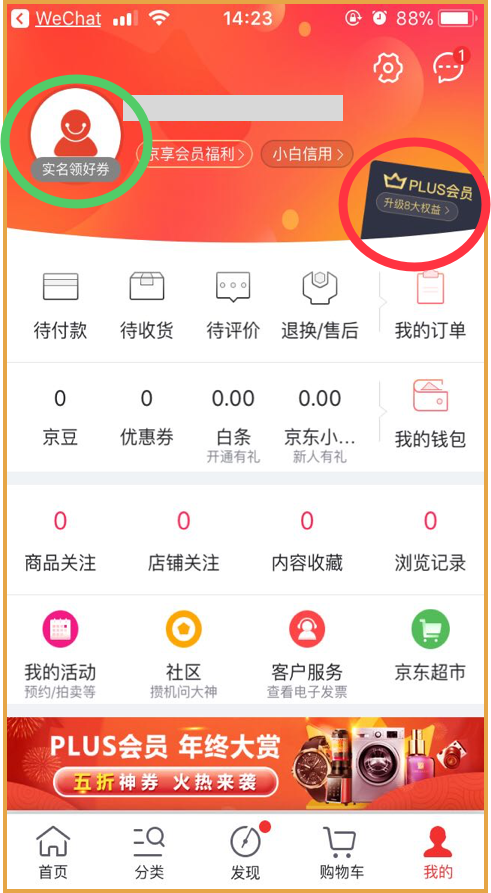 WeChat 14:23 88%
1
实名领好券
京享会员福利 > 小白信用 >
PLUS会员
升级8大权益 >
待付款 待收货 待评价 退换/售后 我的订单
0 0 0.00 0.00
京豆 优惠券 白条 京东小... 我的钱包
开通有礼 新人有礼
0 0 0 0
商品关注 店铺关注 内容收藏 浏览记录
我的活动 社区 客户服务 京东超市
预约/拍卖等 攒机问大神 查看电子发票
PLUS会员 年终大赏
五折神券 火热来袭
首页 分类 发现 购物车 我的